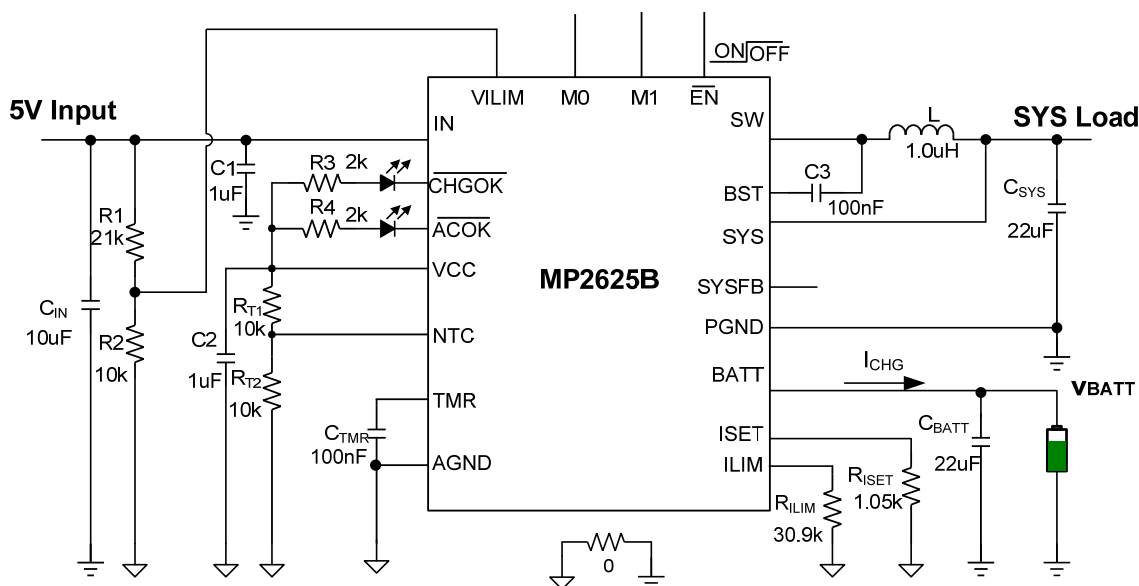 ON OFF
VILIM M0 M1 EN
5V Input
IN
SW
L
1.0uH
SYS Load
C1
1uF
R3 2k
CHGOK
R4 2k
ACOK
BST
C3
100nF
CSYS
22uF
R1
21k
SYS
VCC
MP2625B
SYSFB
CIN
10uF
RT1
10k
R2
10k
C2
1uF
NTC
PGND
RT2
10k
BATT
ICHG
VBATT
TMR
CTMR
100nF
ISET
CBATT
22uF
AGND
ILIM
RISET
1.05k
RILIM
30.9k
0